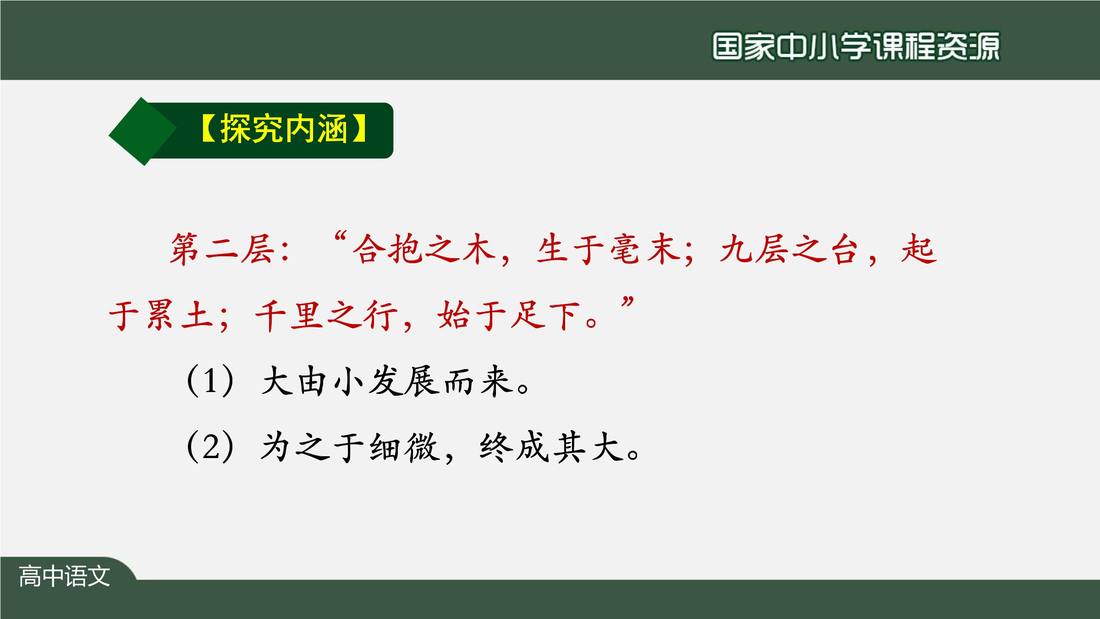 国家中小学课程资源
【探究内涵】
第二层：“合抱之木，生于毫末；九层之台，起
于累土；千里之行，始于足下。”
（1）大由小发展而来。
（2）为之于细微，终成其大。
高中语文